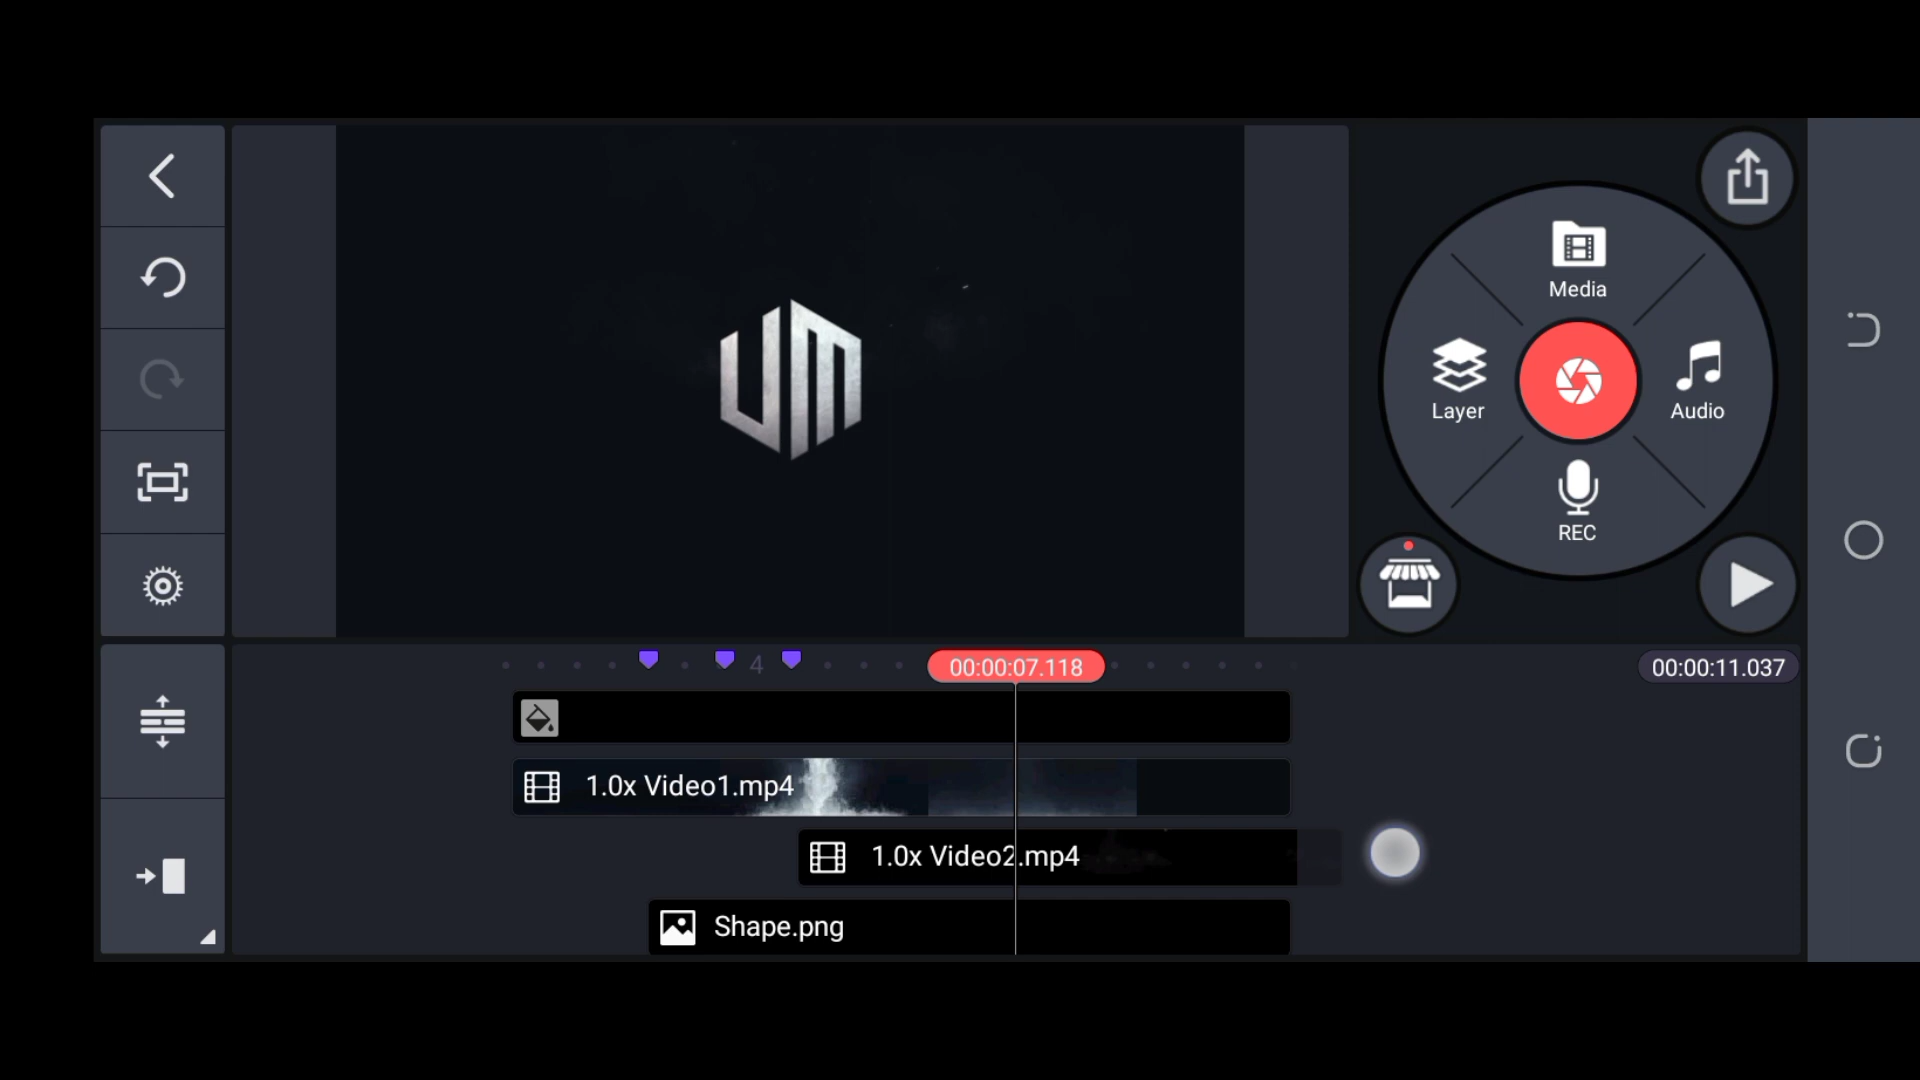 UM
Media
Layer
Audio
REC
4
00:00:07.118
00:00:11.037
1.0x Video1.mp4
1.0x Video2.mp4
Shape.png